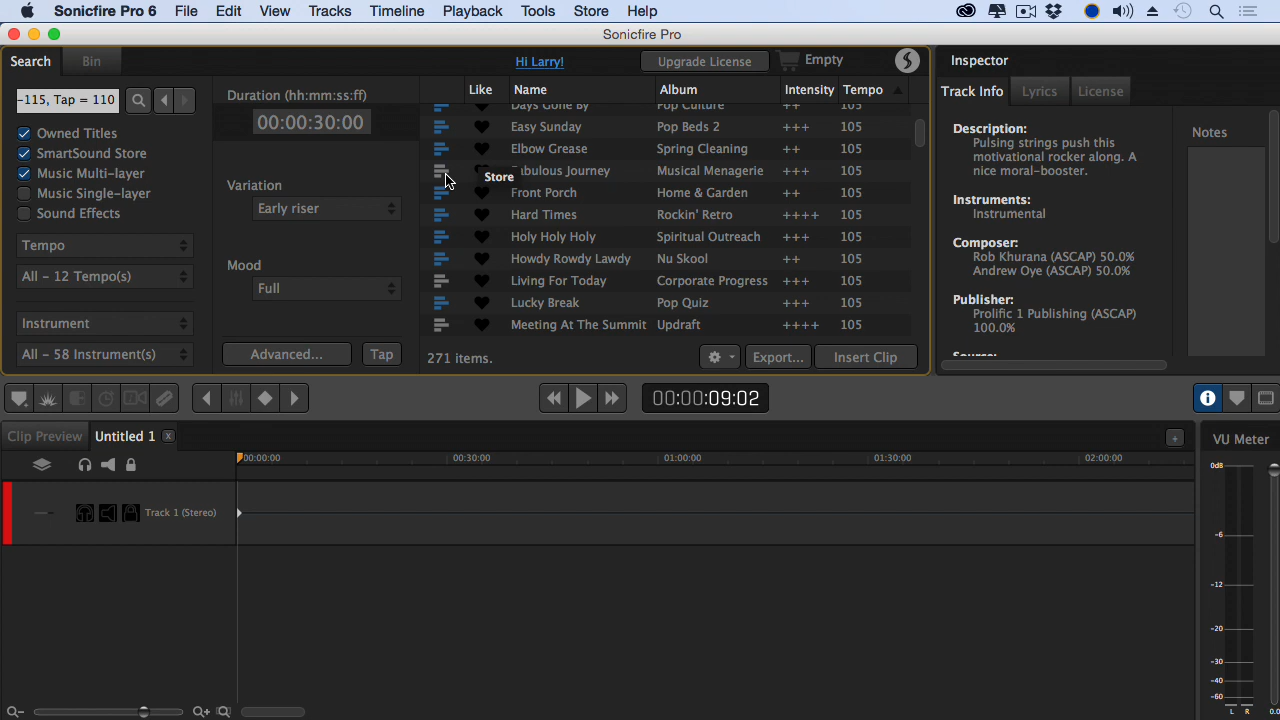 Sonicfire Pro 6 File Edit View Tracks Timeline Playback Tools Store Help
Sonicfire Pro
Search Bin Hi Larry! Upgrade License Empty
-115, Tap = 110
Owned Titles
SmartSound Store
Music Multi-layer
Music Single-layer
Sound Effects
Tempo
All - 12 Tempo(s)
Instrument
All - 58 Instrument(s)
Duration (hh:mm:ss:ff)
00:00:30:00
Variation
Early riser
Mood
Full
Advanced... Tap
Like Name Album Intensity Tempo
Days Gone By Pop Culture +++ 105
Easy Sunday Pop Beds 2 +++ 105
Elbow Grease Spring Cleaning ++ 105
Store
abulous Journey Musical Menagerie +++ 105
Front Porch Home & Garden ++ 105
Hard Times Rockin' Retro ++++ 105
Holy Holy Holy Spiritual Outreach +++ 105
Howdy Rowdy Lawdy Nu Skool ++ 105
Living For Today Corporate Progress +++ 105
Lucky Break Pop Quiz +++ 105
Meeting At The Summit Updraft ++++ 105
271 items. Export... Insert Clip
Inspector
Track Info Lyrics License
Description:
Pulsing strings push this
motivational rocker along. A
nice moral-booster.
Instruments:
Instrumental
Composer:
Rob Khurana (ASCAP) 50.0%
Andrew Oye (ASCAP) 50.0%
Publisher:
Prolific 1 Publishing (ASCAP)
100.0%
Notes
00:00:09:02
Clip Preview Untitled 1 x
00:00:00 00:30:00 01:00:00 01:30:00 02:00:00
Track 1 (Stereo)
VU Meter
0dB
-6
-12
-20
-30
-40
-60
L R 0.0